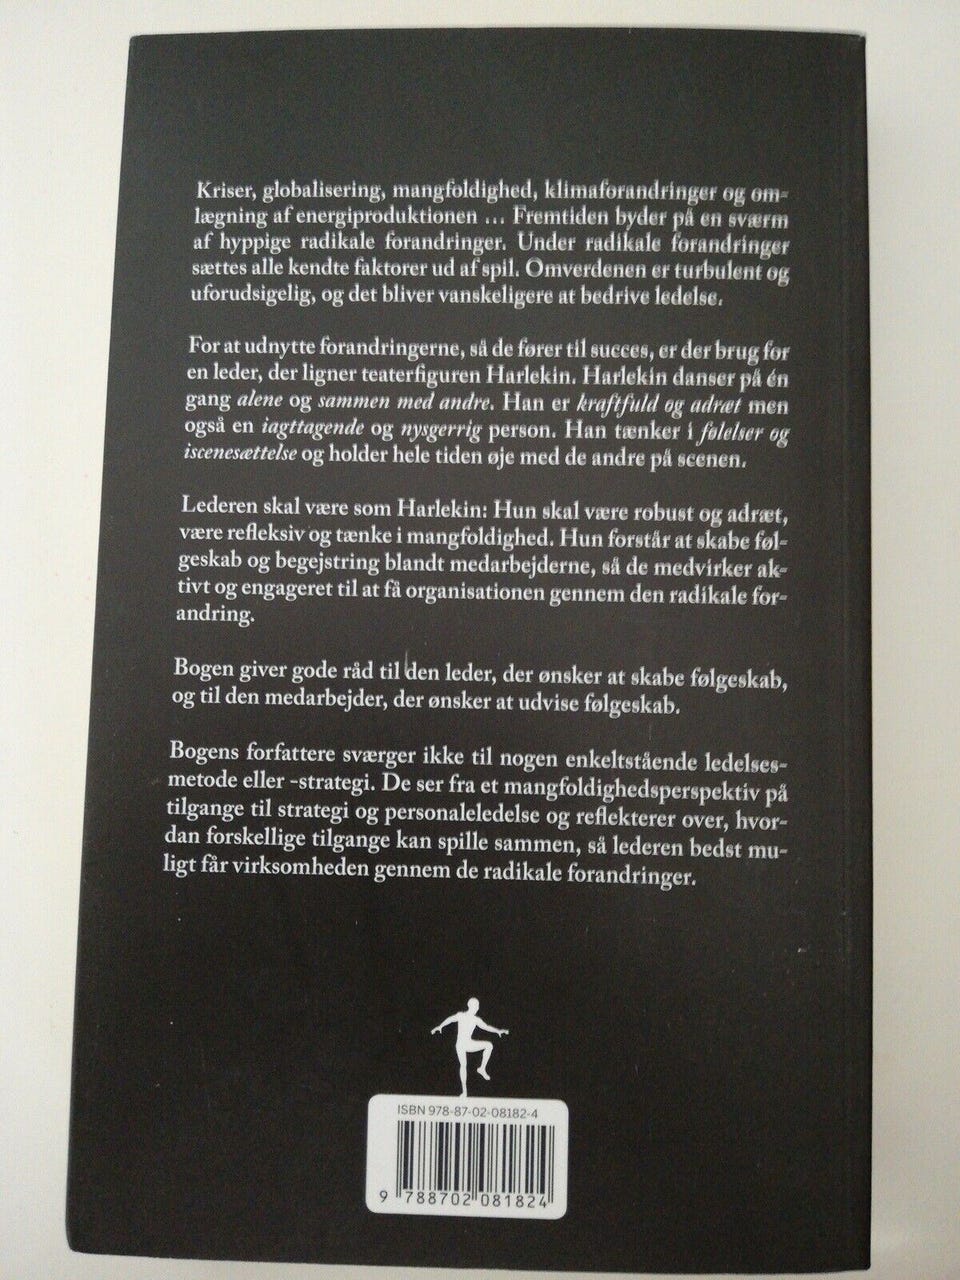 Kriser, globalisering, mangfoldighed, klimaforandringer og om-
lægning af energiproduktionen ... Fremtiden byder på en sværm
af hyppige radikale forandringer. Under radikale forandringer
sættes alle kendte faktorer ud af spil. Omverdenen er turbulent og
uforudsigelig, og det bliver vanskeligere at bedrive ledelse.
For at udnytte forandringerne, så de fører til succes, er der brug for
en leder, der ligner teaterfiguren Harlekin. Harlekin danser på én
gang alene og sammen med andre. Han er kraftfuld og adræt men
også en iagttagende og nysgerrig person. Han tænker i følelser og
iscenesættelse og holder hele tiden øje med de andre på scenen.
Lederen skal være som Harlekin: Hun skal være robust og adræt,
være refleksiv og tænke i mangfoldighed. Hun forstår at skabe føl-
geskab og begejstring blandt medarbejderne, så de medvirker ak-
tivt og engageret til at få organisationen gennem den radikale for-
andring.
Bogen giver gode råd til den leder, der ønsker at skabe følgeskab,
og til den medarbejder, der ønsker at udvise følgeskab.
Bogens forfattere sværger ikke til nogen enkeltstående ledelses-
metode eller -strategi. De ser fra et mangfoldighedsperspektiv på
tilgange til strategi og personaleledelse og reflekterer over, hvor-
dan forskellige tilgange kan spille sammen, så lederen bedst mu-
ligt får virksomheden gennem de radikale forandringer.
ISBN 978-87-02-08182-4
9 788702 081824